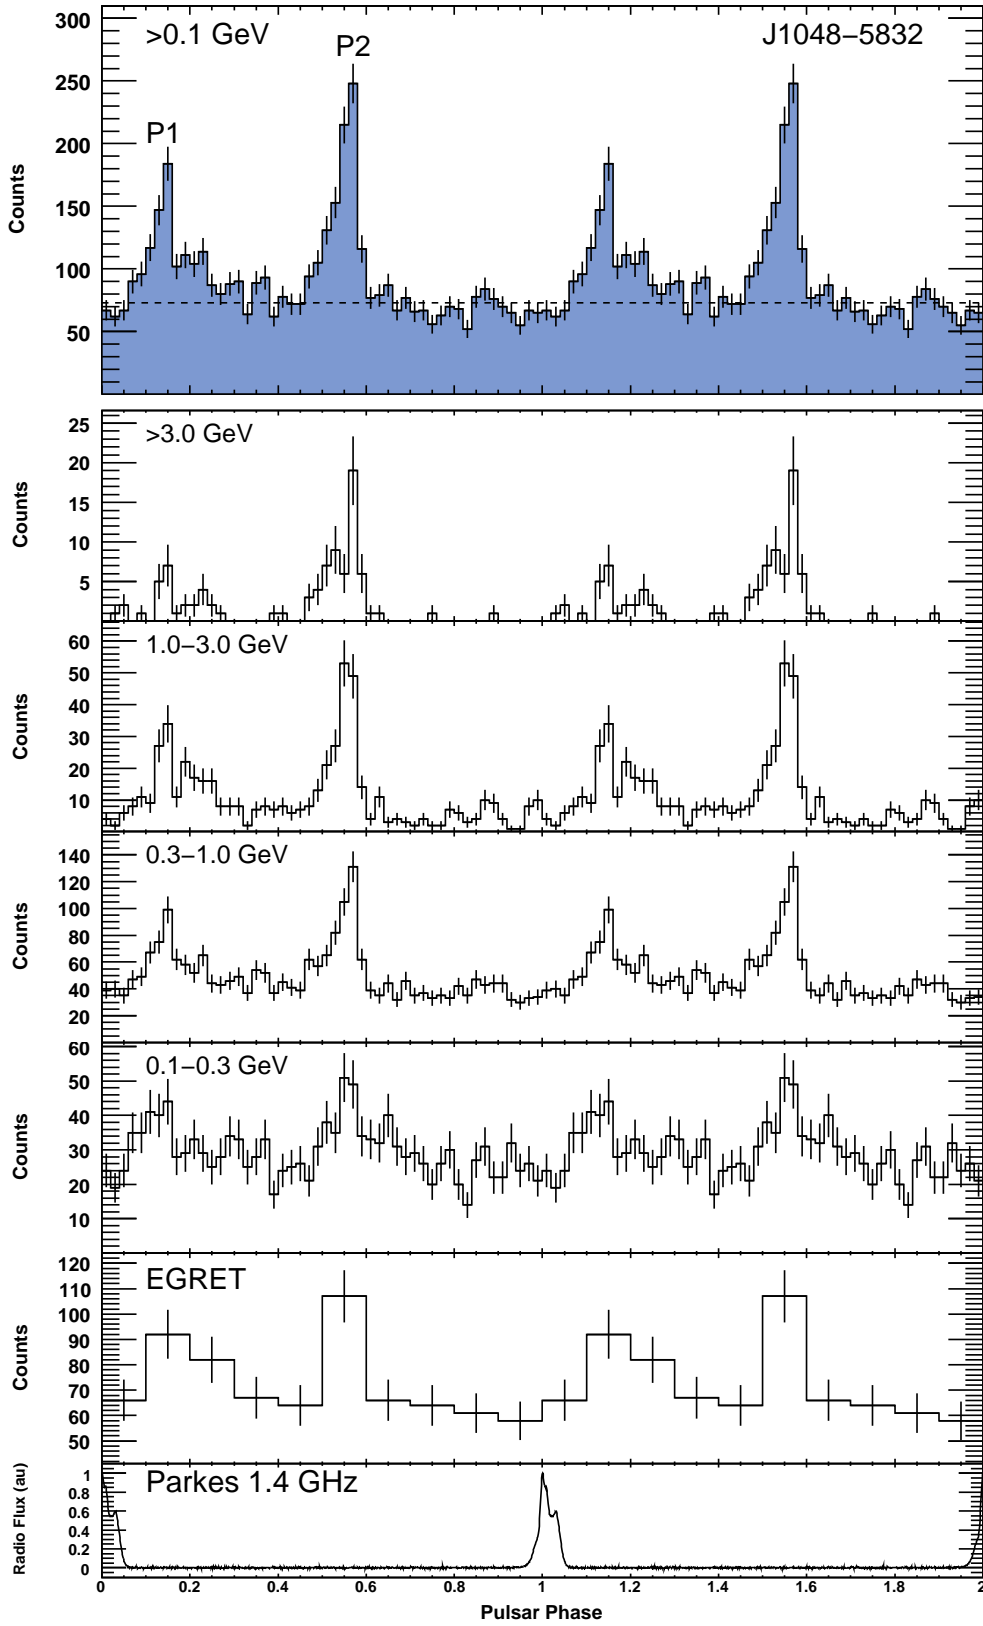 >0.1 GeV
P1
P2
J1048−5832
Counts
300
250
200
150
100
50
>3.0 GeV
Counts
25
20
15
10
5
1.0−3.0 GeV
Counts
60
50
40
30
20
10
0.3−1.0 GeV
Counts
140
120
100
80
60
40
20
0.1−0.3 GeV
Counts
60
50
40
30
20
10
EGRET
Counts
120
110
100
90
80
70
60
50
Parkes 1.4 GHz
Radio Flux (au)
1
0.8
0.6
0.4
0.2
0
0 0.2 0.4 0.6 0.8 1 1.2 1.4 1.6 1.8 2
Pulsar Phase